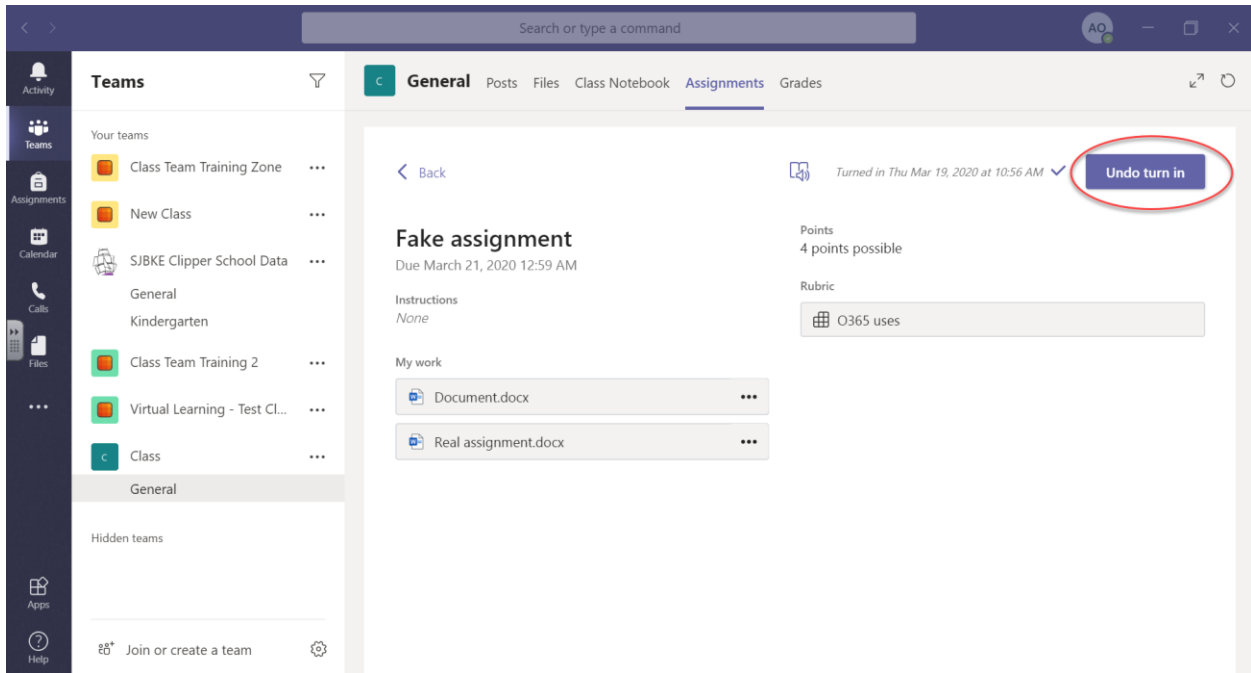 Search or type a command
AO
Activity
Teams
Assignments
Calendar
Calls
Files
Apps
Help
Teams
Your teams
Class Team Training Zone
New Class
SJBKE Clipper School Data
General
Kindergarten
Class Team Training 2
Virtual Learning - Test Cl...
C Class
General
Hidden teams
Join or create a team
C General Posts Files Class Notebook Assignments Grades
Back
Turned in Thu Mar 19, 2020 at 10:56 AM
Undo turn in
Fake assignment
Due March 21, 2020 12:59 AM
Instructions
None
My work
Document.docx
Real assignment.docx
Points
4 points possible
Rubric
O365 uses